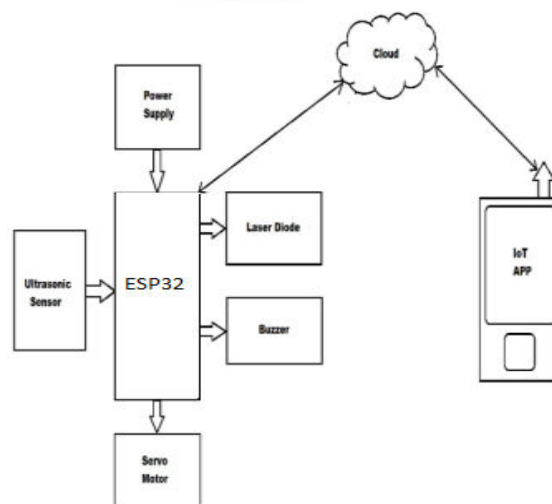 Cloud
Power
Supply
Laser Diode
Ultrasonic
Sensor
ESP32
IoT
APP
Buzzer
Servo
Motor